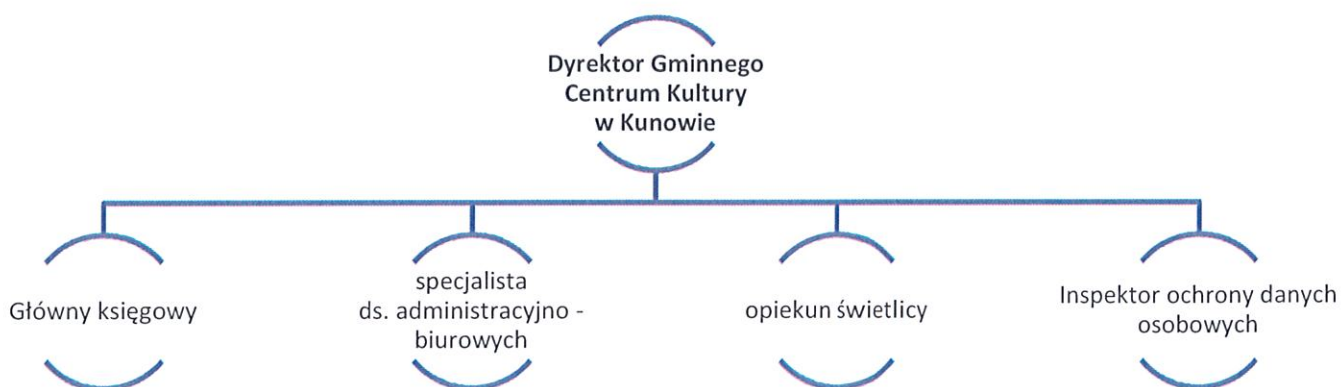 Dyrektor Gminnego
Centrum Kultury
w Kunowie
Główny księgowy
specjalista
ds. administracyjno -
biurowych
opiekun świetlicy
Inspektor ochrony danych
osobowych